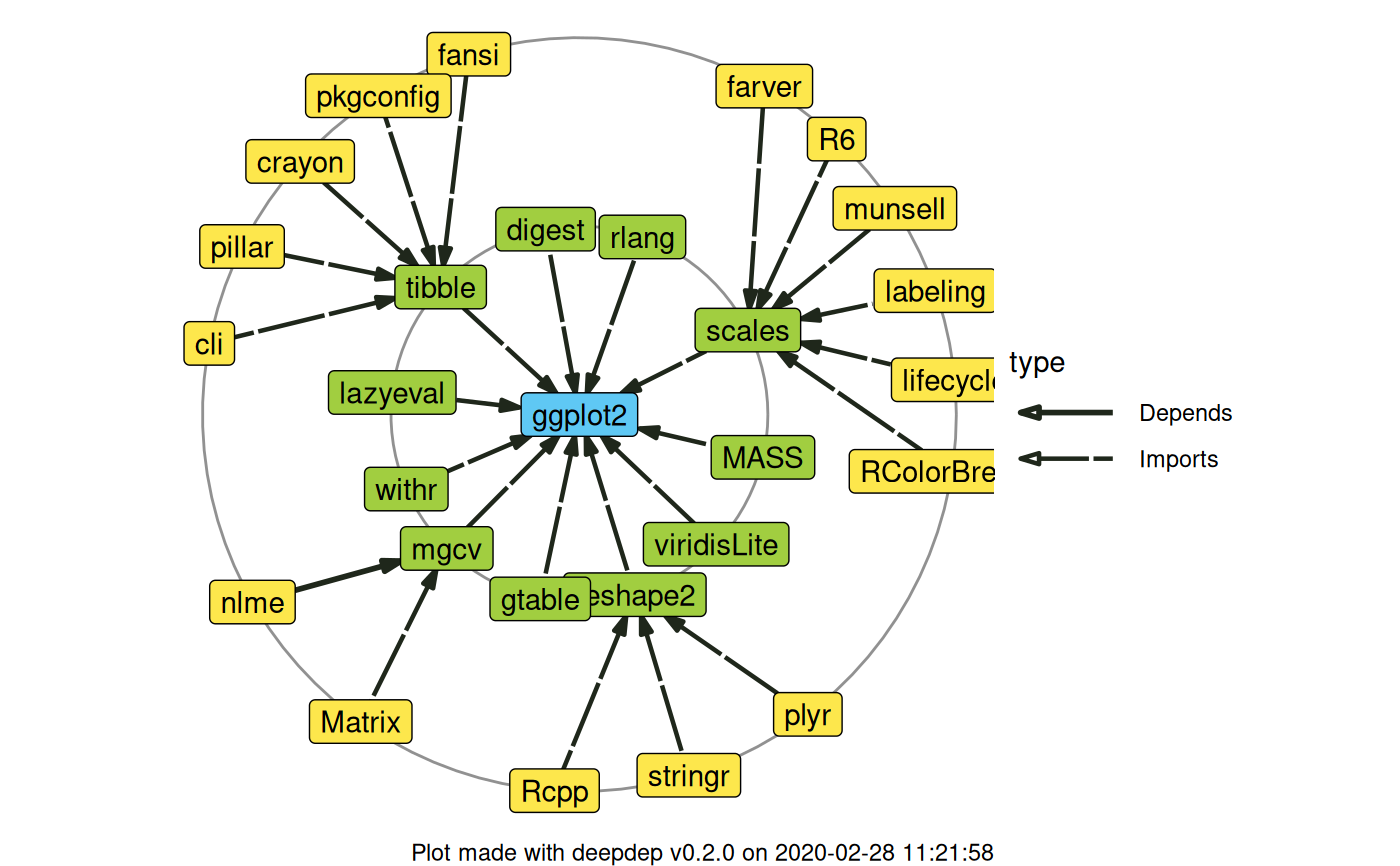 fansi
pkgconfig
farver
R6
crayon
munsell
digest
rlang
pillar
tibble
labeling
scales
cli
type
lifecycl
lazyeval
ggplot2
Depends
MASS
Imports
RColorBre
withr
viridisLite
mgcv
eshape2
gtable
nlme
plyr
Matrix
stringr
Rcpp
Plot made with deepdep v0.2.0 on 2020-02-28 11:21:58